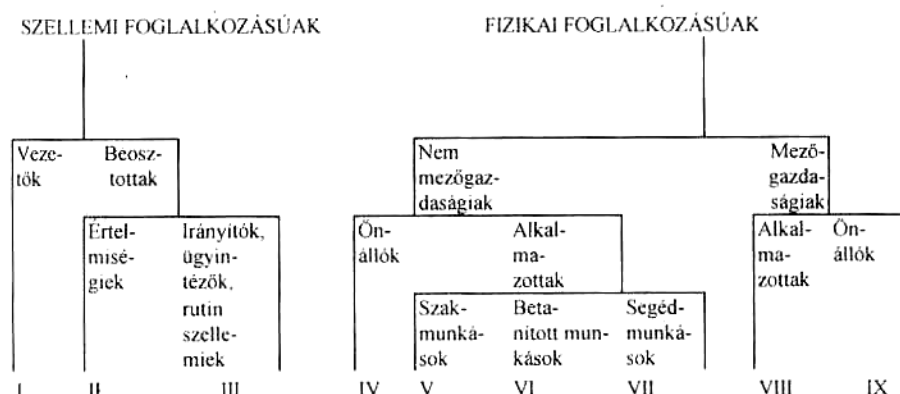 SZELLEMI FOGLALKOZÁSÚAK
FIZIKAI FOGLALKOZÁSÚAK
Veze-
tők
Beosz-
tottak
Nem
mezőgaz-
daságiak
Mező-
gazda-
ságiak
Értel-
misé-
giek
Irányítók,
ügyin-
tézők,
rutin
szelle-
miek
Ön-
állók
Alkal-
ma-
zottak
Alkal-
ma-
zottak
Ön-
állók
Szak-
munká-
sok
Beta-
nított mun-
kások
Segéd-
munká-
sok
I II III IV V VI VII VIII IX